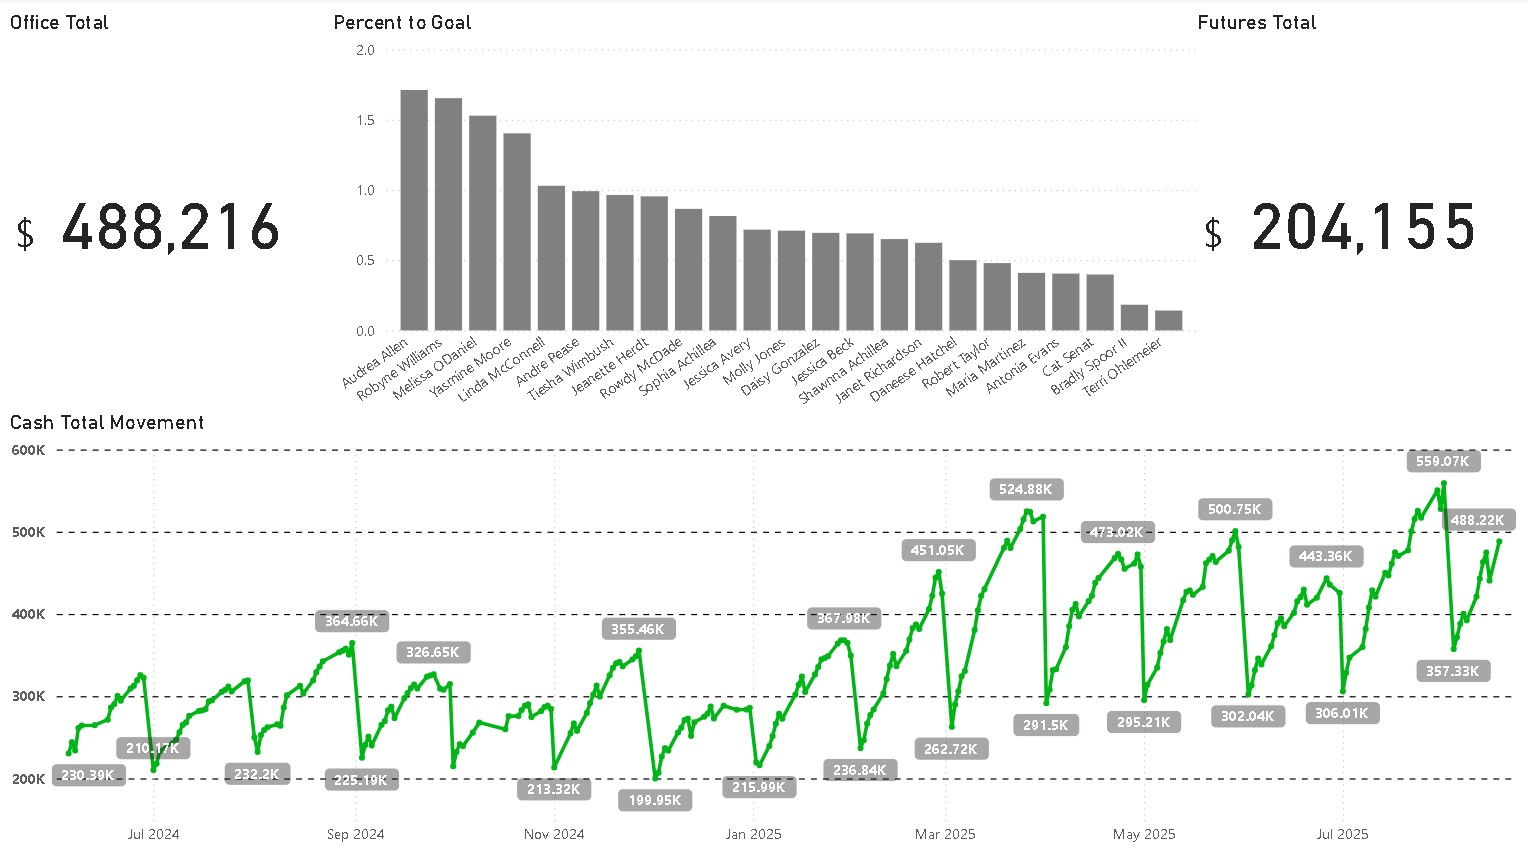 Office Total
Percent to Goal
Futures Total
2.0
1.5
1.0
0.5
0.0
$ 488,216
$ 204,155
Audrea Allen
Robyne Williams
Melissa ODaniel
Yasmine Moore
Linda McConnell
Andre Pease
Tiesha Wimbush
Jeanette Herdt
Rowdy McDade
Sophia Achillea
Jessica Avery
Molly Jones
Daisy Gonzalez
Jessica Beck
Shawnna Achillea
Janet Richardson
Daneese Hatchel
Robert Taylor
Maria Martinez
Antonia Evans
Cat Senat
Bradly Spoor II
Terri Ohlemeier
Cash Total Movement
600K
500K
400K
300K
200K
230.39K
210.17K
232.2K
364.66K
225.19K
326.65K
213.32K
355.46K
199.95K
215.99K
367.98K
236.84K
451.05K
262.72K
524.88K
291.5K
473.02K
295.21K
500.75K
302.04K
443.36K
306.01K
559.07K
357.33K
488.22K
Jul 2024
Sep 2024
Nov 2024
Jan 2025
Mar 2025
May 2025
Jul 2025